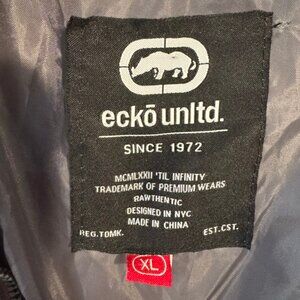 eckō unltd.
SINCE 1972
MCMLXXII 'TIL INFINITY
TRADEMARK OF PREMIUM WEARS
RAWTHENTIC
DESIGNED IN NYC
MADE IN CHINA
REG.TDMK. EST.CST.
XL